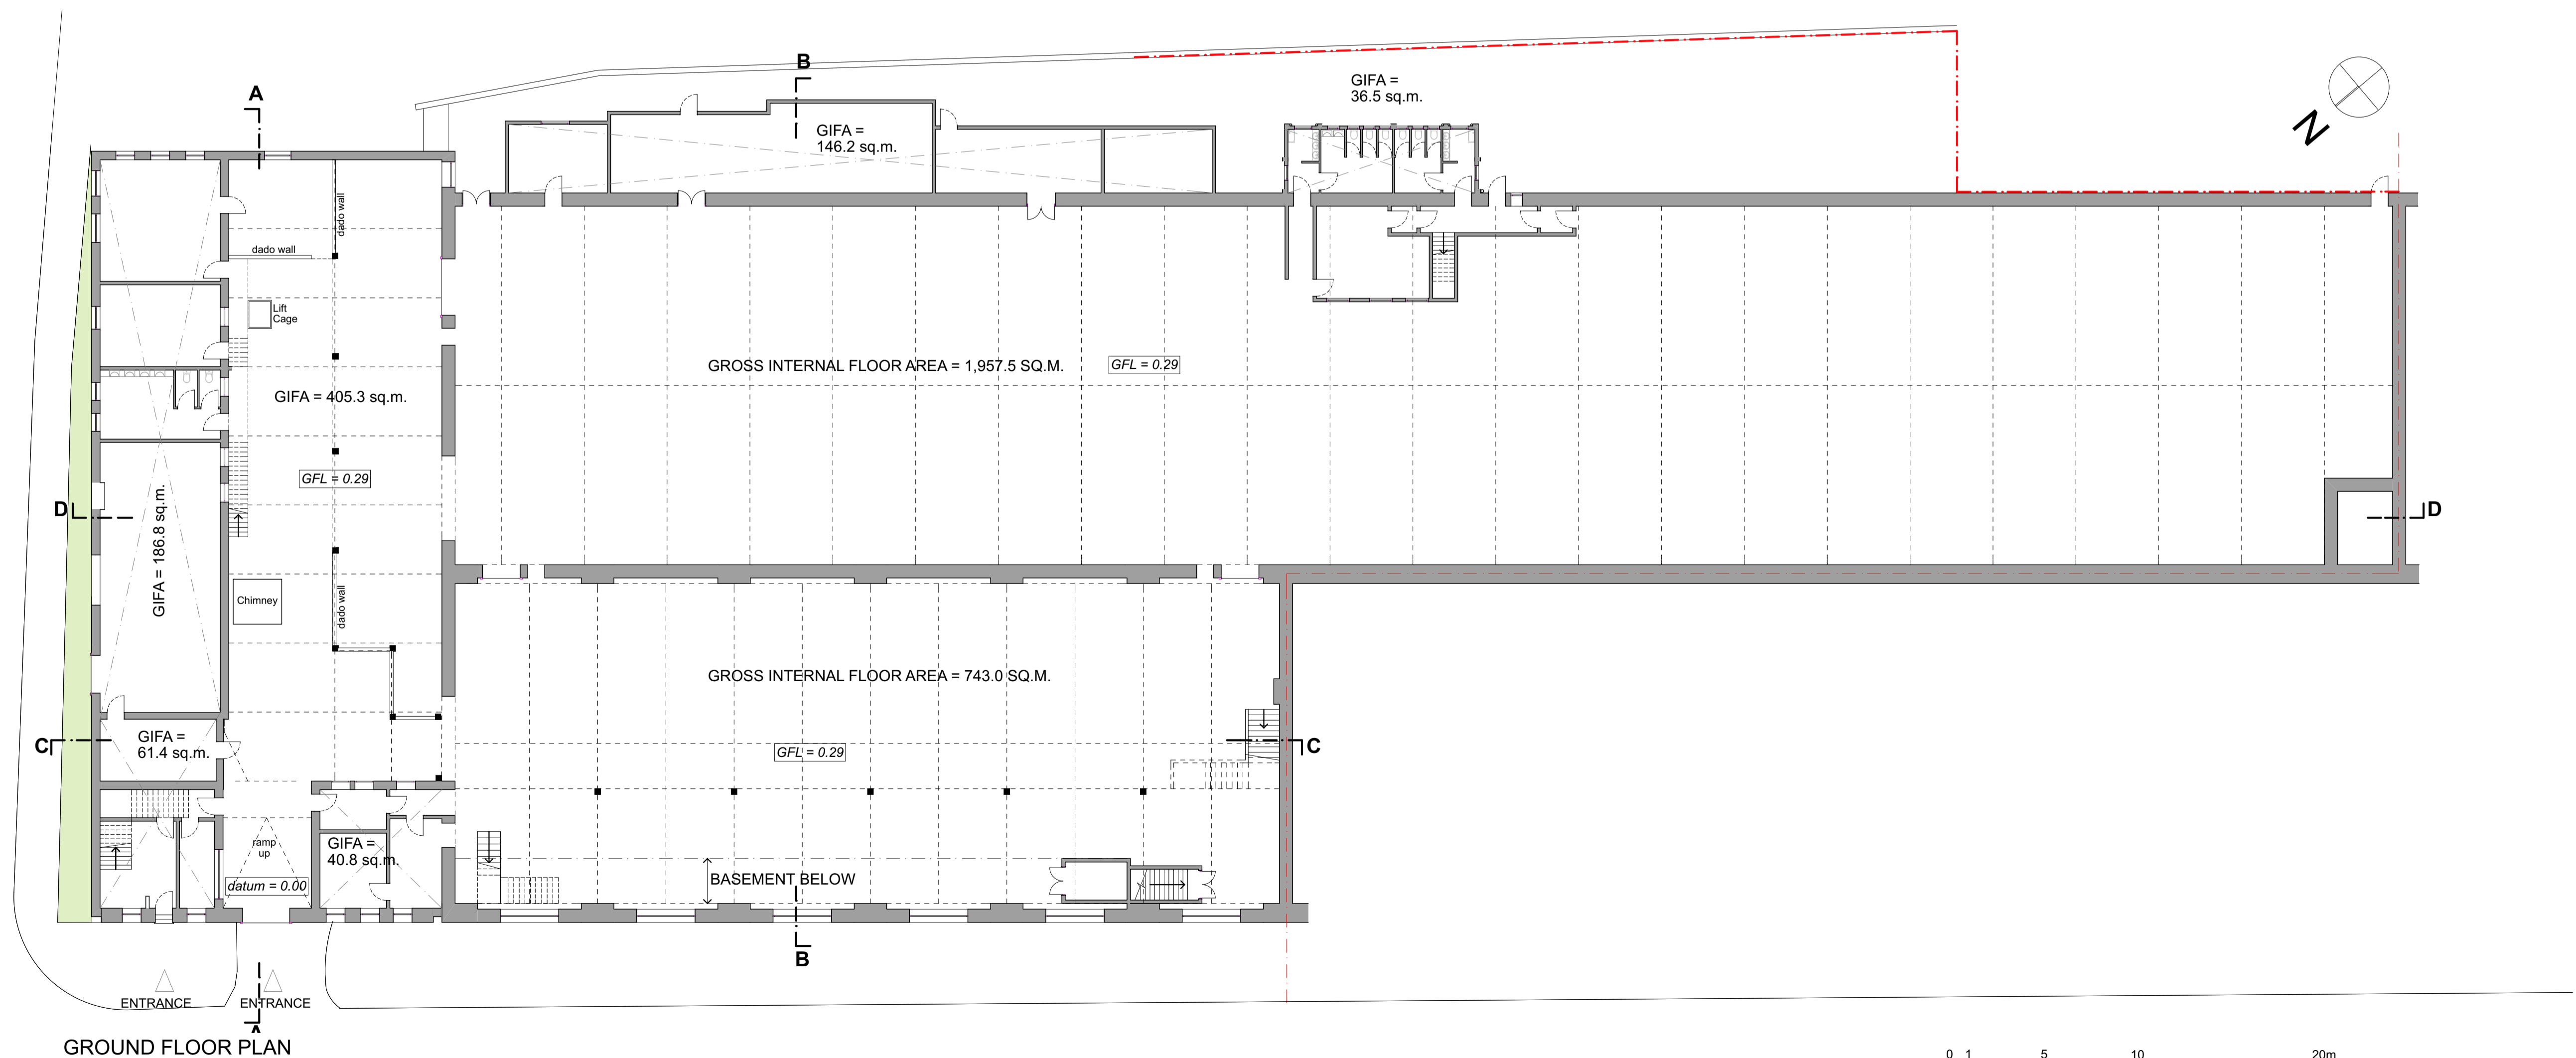 B
A
GIFA =
36.5 sq.m.
N
GIFA =
146.2 sq.m.
dado wall
dado wall
Lift
Cage
GROSS INTERNAL FLOOR AREA = 1,957.5 SQ.M.
GFL = 0.29
GIFA = 405.3 sq.m.
GFL = 0.29
D
D
GIFA = 186.8 sq.m.
Chimney
dado wall
GROSS INTERNAL FLOOR AREA = 743.0 SQ.M.
GIFA =
61.4 sq.m.
C
C
GFL = 0.29
ramp
up
GIFA =
40.8 sq.m.
datum = 0.00
BASEMENT BELOW
B
ENTRANCE
ENTRANCE
A
GROUND FLOOR PLAN
0 1 5 10 20m